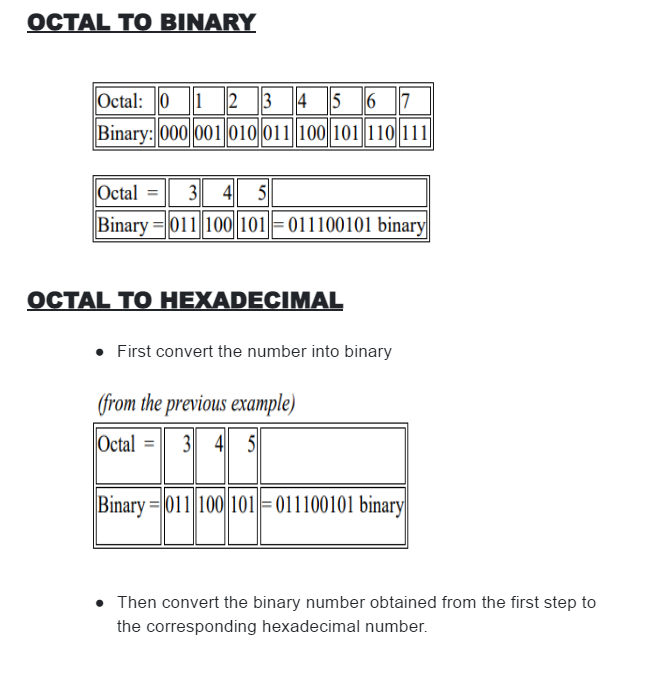 OCTAL TO BINARY
Octal: 0 1 2 3 4 5 6 7
Binary: 000 001 010 011 100 101 110 111
Octal = 3 4 5
Binary = 011 100 101 = 011100101 binary
OCTAL TO HEXADECIMAL
● First convert the number into binary
(from the previous example)
Octal = 3 4 5
Binary = 011 100 101 = 011100101 binary
● Then convert the binary number obtained from the first step to
the corresponding hexadecimal number.